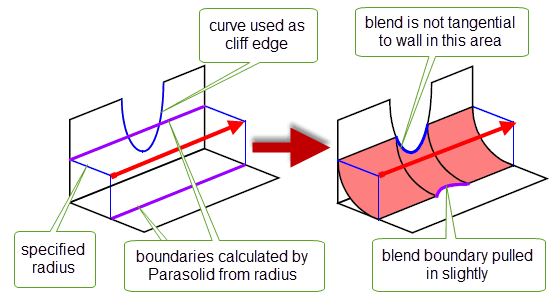 curve used as
cliff edge
blend is not tangential
to wall in this area
specified
radius
boundaries calculated by
Parasolid from radius
blend boundary pulled
in slightly